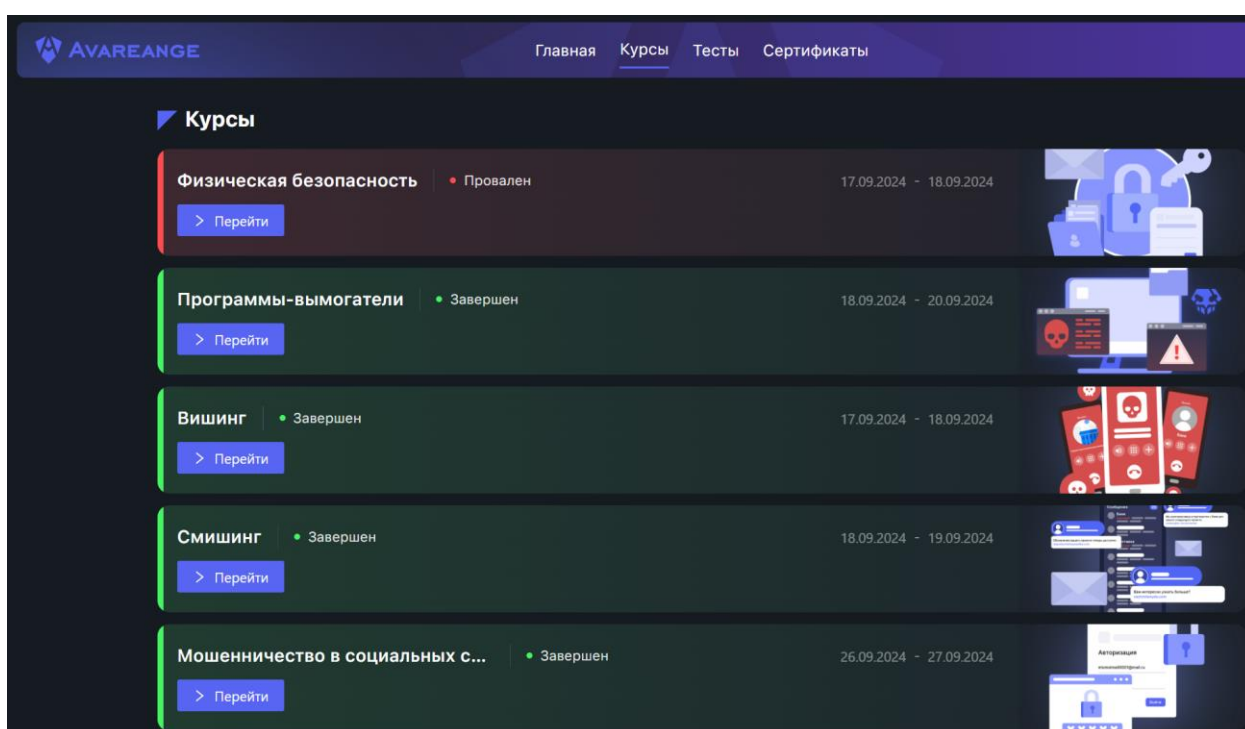 AVAREANGE
Главная Курсы Тесты Сертификаты
Курсы
Физическая безопасность • Провален 17.09.2024 - 18.09.2024
> Перейти
Программы-вымогатели • Завершен 18.09.2024 - 20.09.2024
> Перейти
Вишинг • Завершен 17.09.2024 - 18.09.2024
> Перейти
Смишинг • Завершен 18.09.2024 - 19.09.2024
> Перейти
Мошенничество в социальных с... • Завершен 26.09.2024 - 27.09.2024
Авторизация
> Перейти